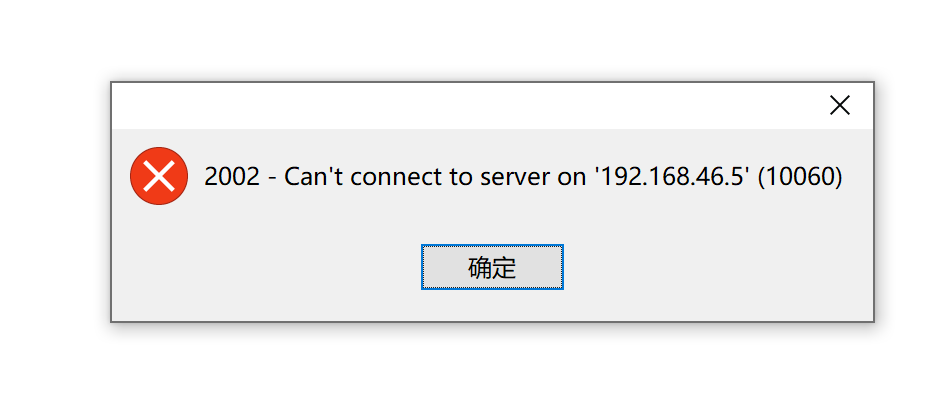 2002 - Can't connect to server on '192.168.46.5' (10060)
确定